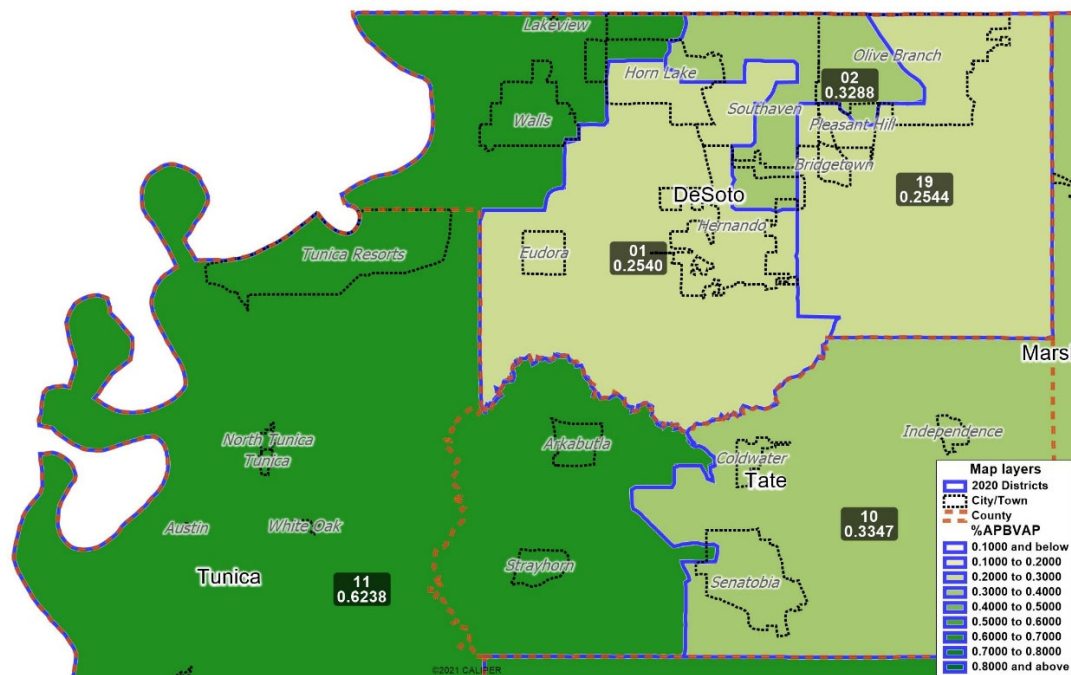 Lakeview
Olive Branch
Horn Lake
02
0.3288
Southaven
Walls
Pleasant Hill
Bridgetown
19
0.2544
DeSoto
Hernando
Tunica Resorts
Eudora
01
0.2540
Mars
North Tunica
Arkabutla
Independence
Tunica
Coldwater
Tate
Austin
White Oak
10
0.3347
Strayhorn
Senatobia
Tunica
11
0.6238
©2021 CALIPER
Map layers
2020 Districts
City/Town
County
%APBVAP
0.1000 and below
0.1000 to 0.2000
0.2000 to 0.3000
0.3000 to 0.4000
0.4000 to 0.5000
0.5000 to 0.6000
0.6000 to 0.7000
0.7000 to 0.8000
0.8000 and above